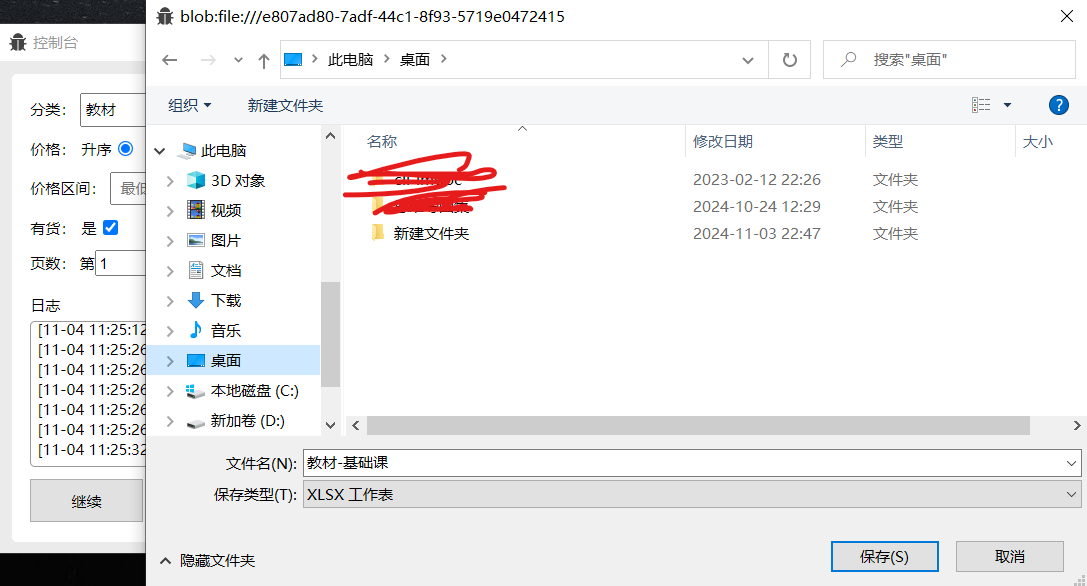 blob:file:///e807ad80-7adf-44c1-8f93-5719e0472415
控制台
此电脑 桌面
搜索"桌面"
组织 新建文件夹
分类: 教材
价格: 升序
价格区间: 最低
有货: 是
页数: 第 1
日志
[11-04 11:25:12
[11-04 11:25:26
[11-04 11:25:26
[11-04 11:25:26
[11-04 11:25:26
[11-04 11:25:26
[11-04 11:25:32
继续
此电脑
3D 对象
视频
图片
文档
下载
音乐
桌面
本地磁盘 (C:)
新加卷 (D:)
名称 修改日期 类型 大小
2023-02-12 22:26 文件夹
2024-10-24 12:29 文件夹
新建文件夹 2024-11-03 22:47 文件夹
文件名(N): 教材-基础课
保存类型(T): XLSX 工作表
隐藏文件夹
保存(S) 取消